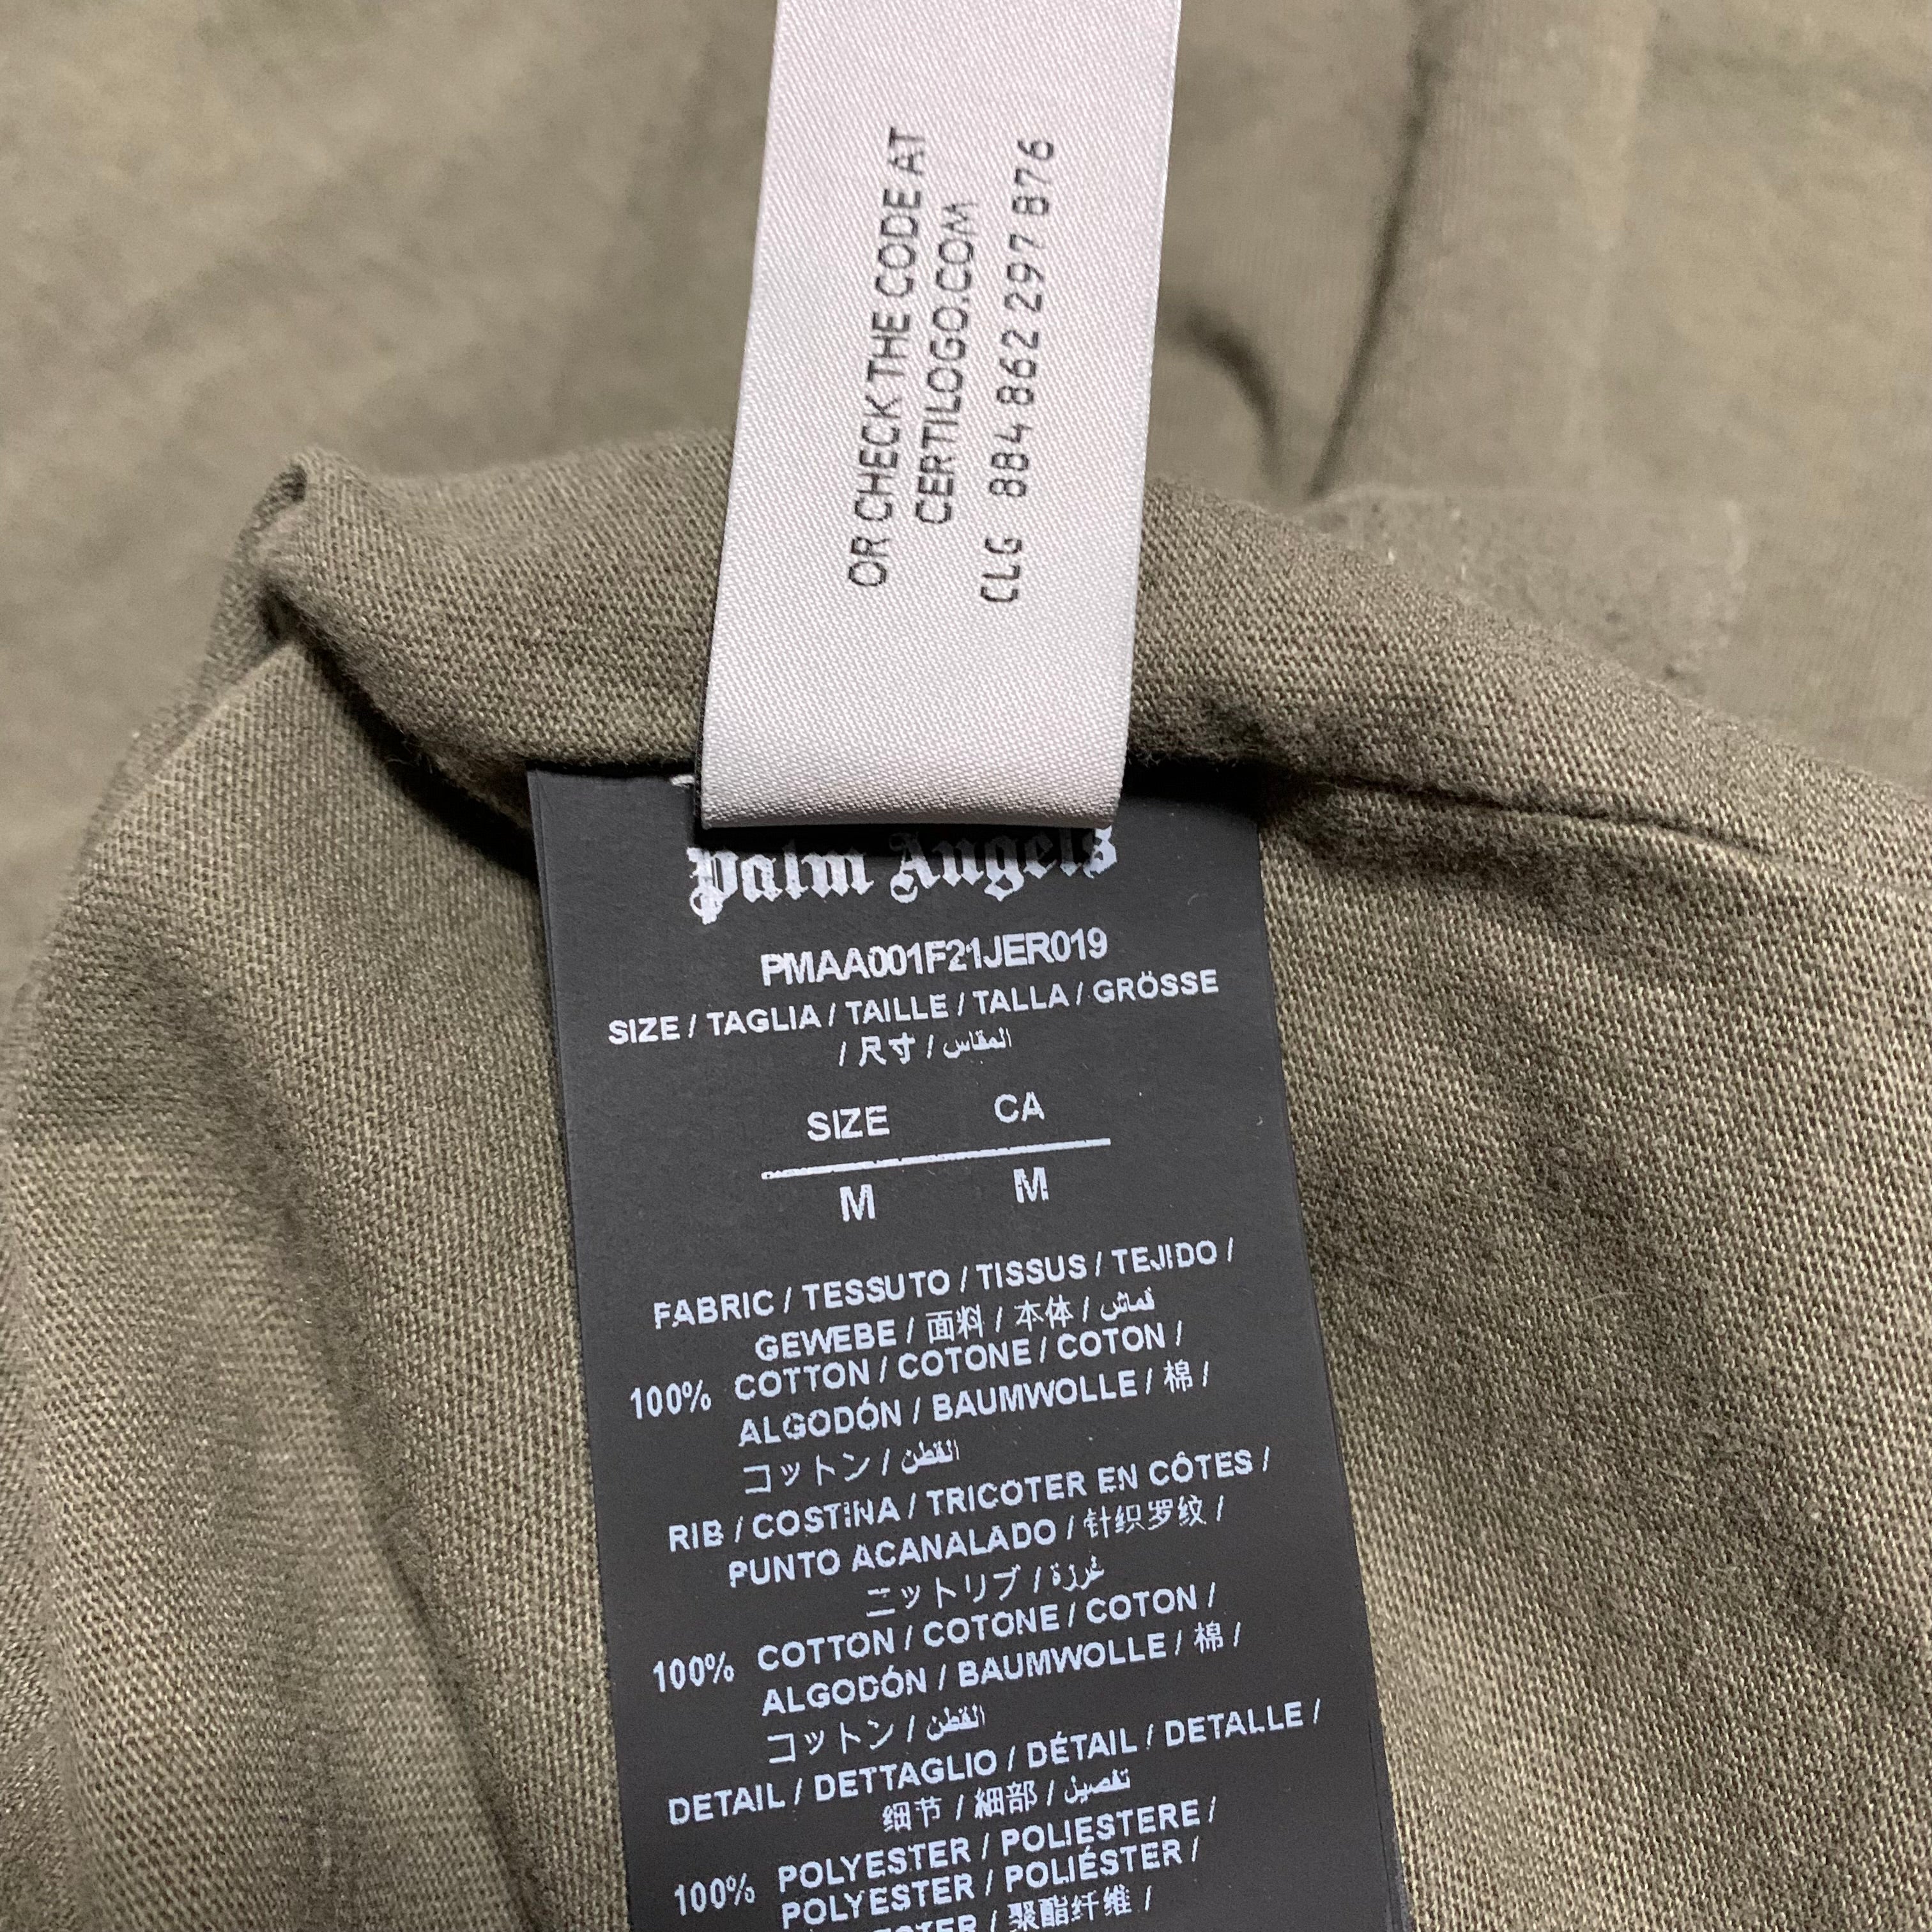 OR CHECK THE CODE AT
CERTILOGO.COM
CLG 884 862 297 876
Palm Angels
PMAA001F21JER019
SIZE / TAGLIA / TAILLE / TALLA / GRÖSSE
/ 尺寸 / المقاس
SIZE CA
M M
FABRIC / TESSUTO / TISSUS / TEJIDO /
GEWEBE / 面料 / 本体 / قماش
100% COTTON / COTONE / COTON /
ALGODÓN / BAUMWOLLE / 棉 /
コットン / القطن
RIB / COSTINA / TRICOTER EN CÔTES /
PUNTO ACANALADO / 针织罗纹 /
ニットリブ / غرزة
100% COTTON / COTONE / COTON /
ALGODÓN / BAUMWOLLE / 棉 /
コットン / القطن
DETAIL / DETTAGLIO / DÉTAIL / DETALLE /
细节 / 細部 / تفصيل
100% POLYESTER / POLIESTERE /
POLYESTER / POLIÉSTER /
/ 聚酯纤维 /